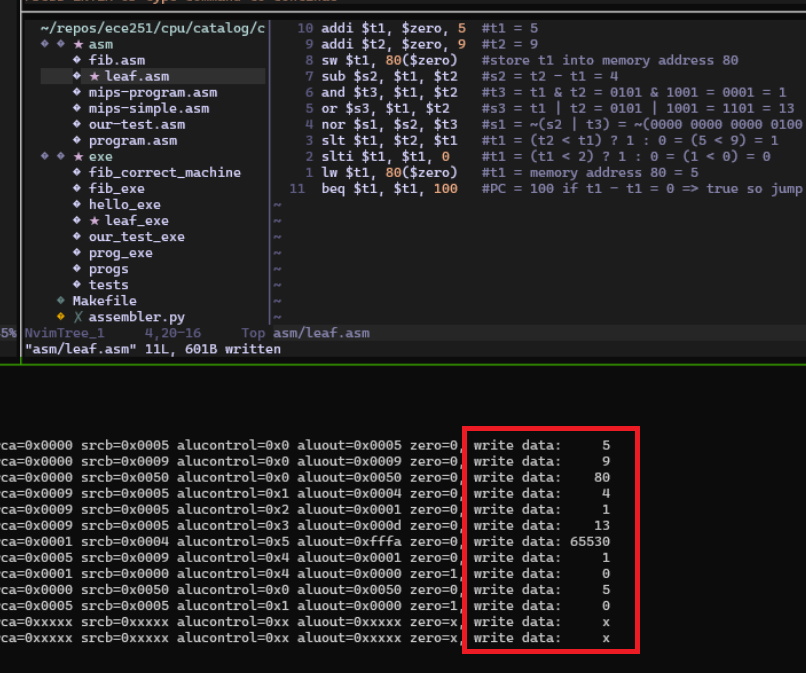 ENTER or type command to continue
~/repos/ece251/cpu/catalog/c
★ asm
fib.asm
★ leaf.asm
mips-program.asm
mips-simple.asm
our-test.asm
program.asm
★ exe
fib_correct_machine
fib_exe
hello_exe
★ leaf_exe
our_test_exe
prog_exe
progs
tests
Makefile
✗ assembler.py
10 addi $t1, $zero, 5 #t1 = 5
9 addi $t2, $zero, 9 #t2 = 9
8 sw $t1, 80($zero) #store t1 into memory address 80
7 sub $s2, $t1, $t2 #s2 = t2 - t1 = 4
6 and $t3, $t1, $t2 #t3 = t1 & t2 = 0101 & 1001 = 0001 = 1
5 or $s3, $t1, $t2 #s3 = t1 | t2 = 0101 | 1001 = 1101 = 13
4 nor $s1, $s2, $t3 #s1 = ~(s2 | t3) = ~(0000 0000 0000 0100
3 slt $t1, $t2, $t1 #t1 = (t2 < t1) ? 1 : 0 = (5 < 9) = 1
2 slti $t1, $t1, 0 #t1 = (t1 < 2) ? 1 : 0 = (1 < 0) = 0
1 lw $t1, 80($zero) #t1 = memory address 80 = 5
11 beq $t1, $t1, 100 #PC = 100 if t1 - t1 = 0 => true so jump
~
~
~
~
~
~
~
~
5% NvimTree_1 4,20-16 Top asm/leaf.asm
"asm/leaf.asm" 11L, 601B written
ca=0x0000 srcb=0x0005 alucontrol=0x0 aluout=0x0005 zero=0, write data: 5
ca=0x0000 srcb=0x0009 alucontrol=0x0 aluout=0x0009 zero=0, write data: 9
ca=0x0000 srcb=0x0050 alucontrol=0x0 aluout=0x0050 zero=0, write data: 80
ca=0x0009 srcb=0x0005 alucontrol=0x1 aluout=0x0004 zero=0, write data: 4
ca=0x0009 srcb=0x0005 alucontrol=0x2 aluout=0x0001 zero=0, write data: 1
ca=0x0009 srcb=0x0005 alucontrol=0x3 aluout=0x000d zero=0, write data: 13
ca=0x0001 srcb=0x0004 alucontrol=0x5 aluout=0xfffa zero=0, write data: 65530
ca=0x0005 srcb=0x0009 alucontrol=0x4 aluout=0x0001 zero=0, write data: 1
ca=0x0001 srcb=0x0000 alucontrol=0x4 aluout=0x0000 zero=1, write data: 0
ca=0x0000 srcb=0x0050 alucontrol=0x0 aluout=0x0050 zero=0, write data: 5
ca=0x0005 srcb=0x0005 alucontrol=0x1 aluout=0x0000 zero=1, write data: 0
ca=0xxxxx srcb=0xxxxx alucontrol=0xx aluout=0xxxxx zero=x, write data: x
ca=0xxxxx srcb=0xxxxx alucontrol=0xx aluout=0xxxxx zero=x, write data: x